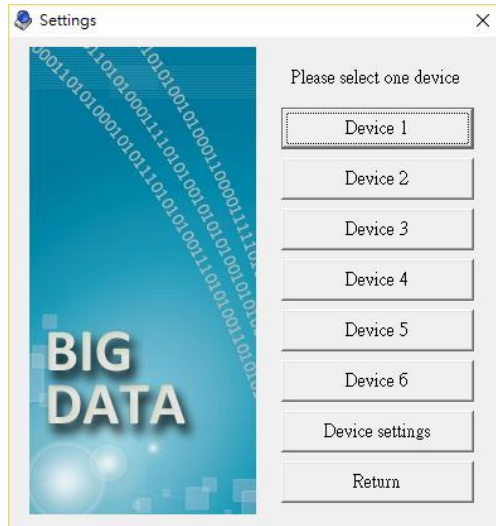 Settings
Please select one device
Device 1
Device 2
Device 3
Device 4
Device 5
Device 6
Device settings
Return
BIG
DATA